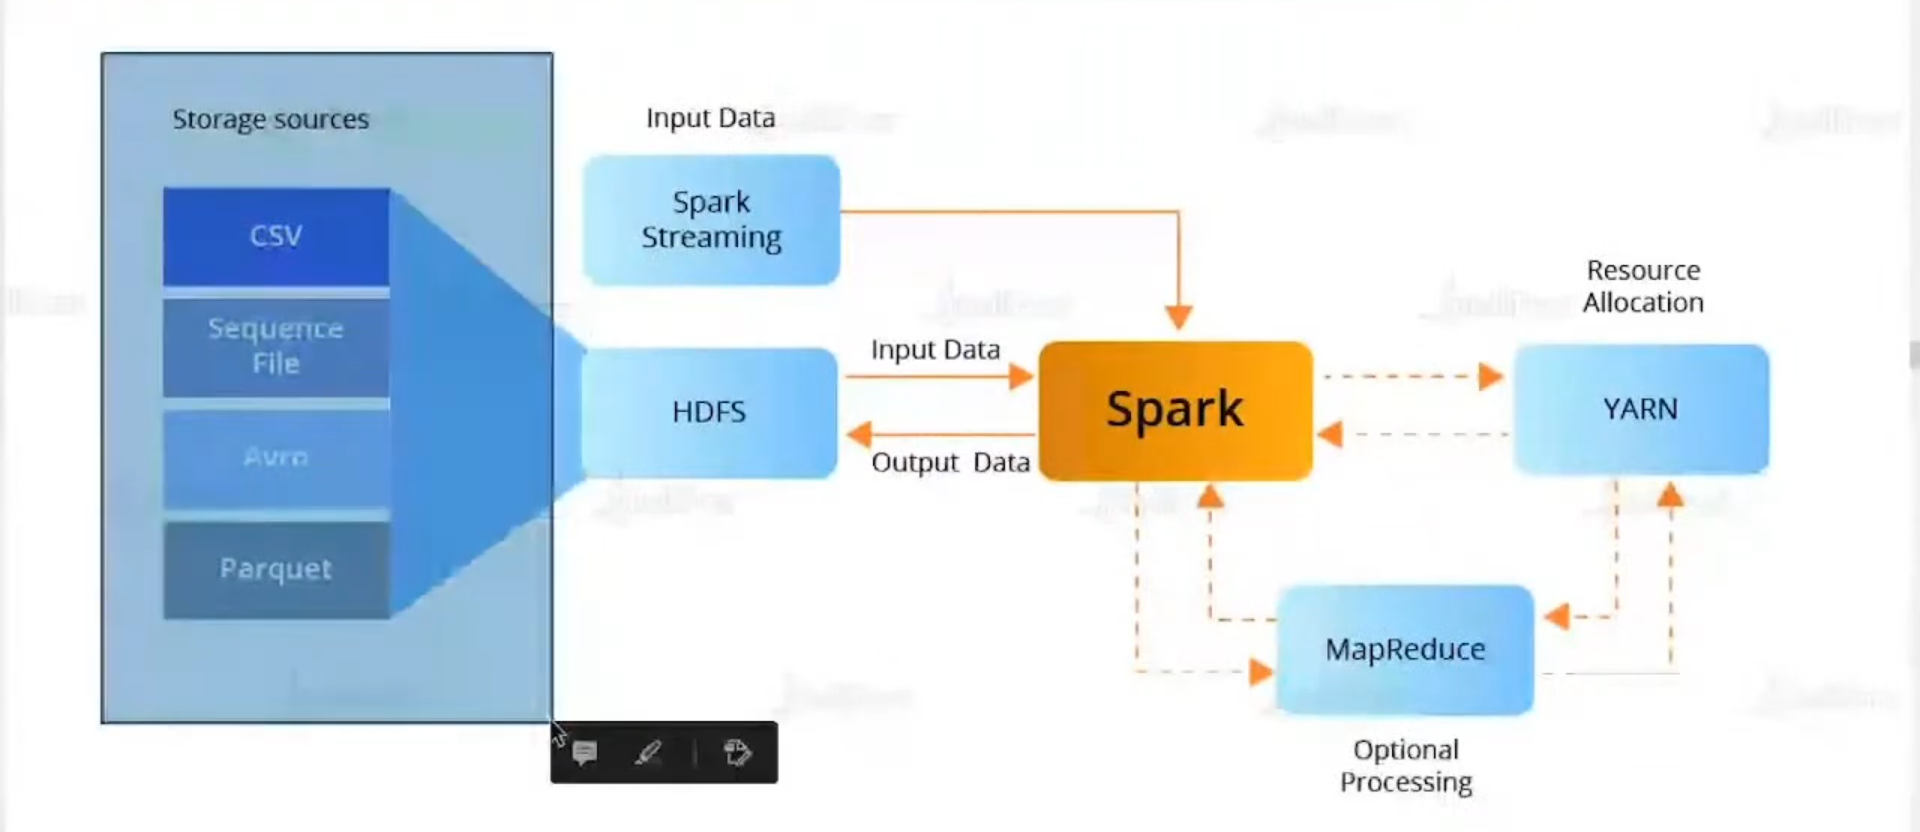 Storage sources
CSV
Sequence
File
Avro
Parquet
Input Data
Spark
Streaming
HDFS
Input Data
Output Data
Spark
Resource
Allocation
YARN
MapReduce
Optional
Processing